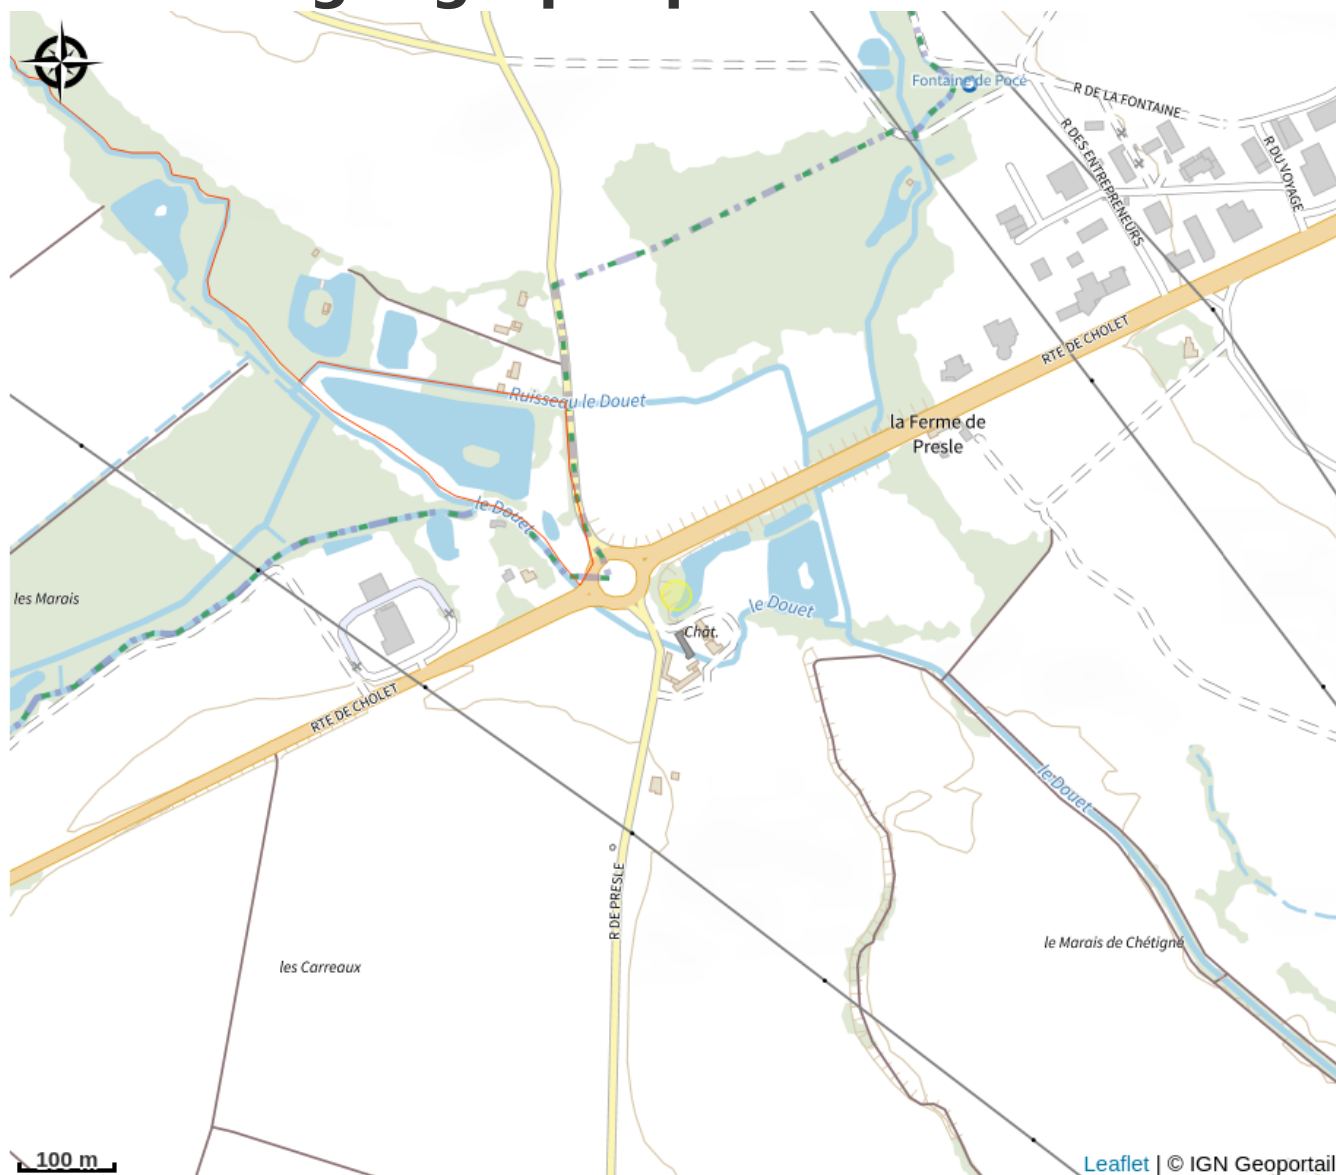 Fontaine de Pocé
R DE LA FONTAINE
R DES ENTREPRENEURS
R DU VOYAGE
RTE DE CHOLET
Ruisseau le Douet
la Ferme de
Presle
le Douet
les Marais
le Douet
Chât.
RTE DE CHOLET
le Douet
R DE PRESLE
le Marais de Chétigné
les Carreaux
100 m
Leaflet | © IGN Geoportail